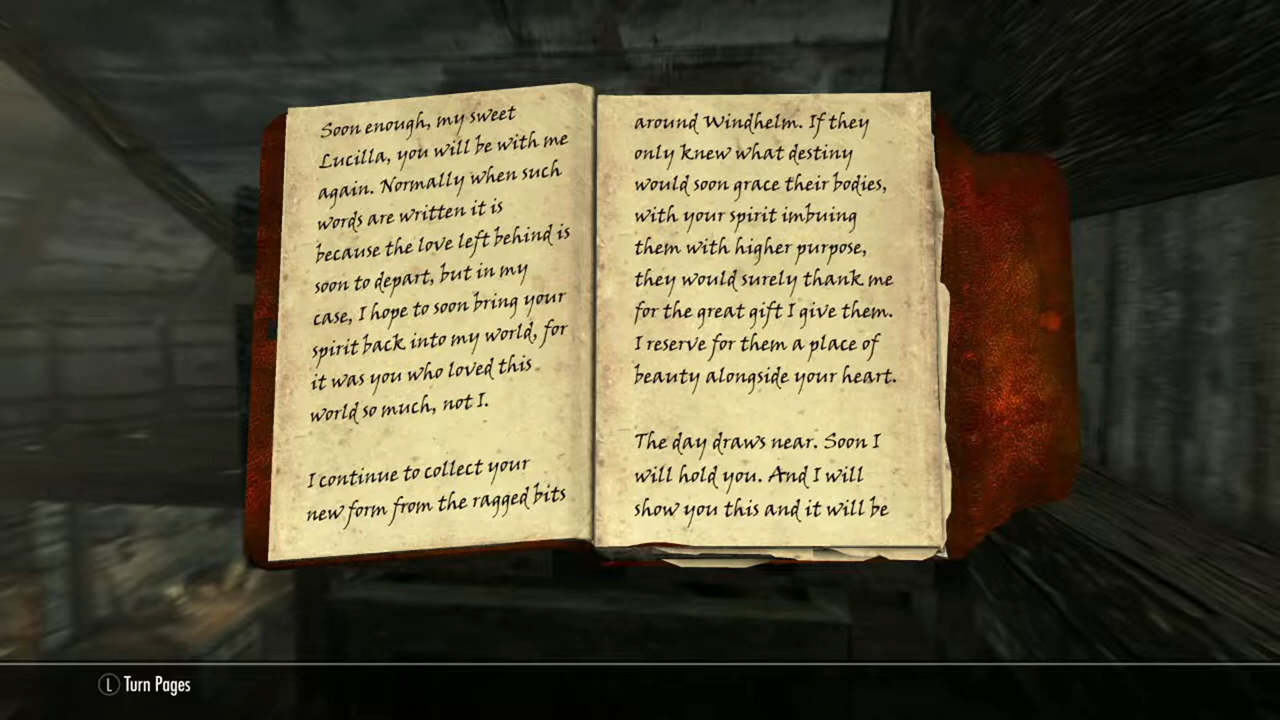 Soon enough, my sweet
Lucilla, you will be with me
again. Normally when such
words are written it is
because the love left behind is
soon to depart, but in my
case, I hope to soon bring your
spirit back into my world, for
it was you who loved this
world so much, not I.
I continue to collect your
new form from the ragged bits
around Windhelm. If they
only knew what destiny
would soon grace their bodies,
with your spirit imbuing
them with higher purpose,
they would surely thank me
for the great gift I give them.
I reserve for them a place of
beauty alongside your heart.
The day draws near. Soon I
will hold you. And I will
show you this and it will be
L Turn Pages